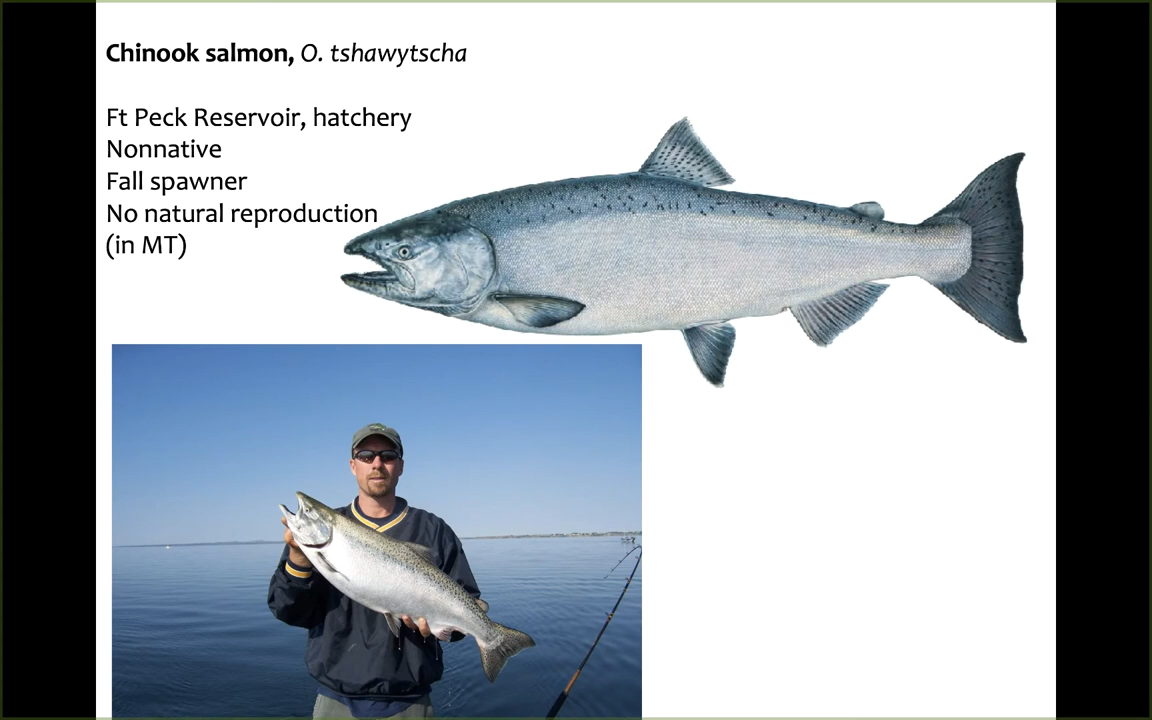 Chinook salmon, O. tshawytscha
Ft Peck Reservoir, hatchery
Nonnative
Fall spawner
No natural reproduction
(in MT)